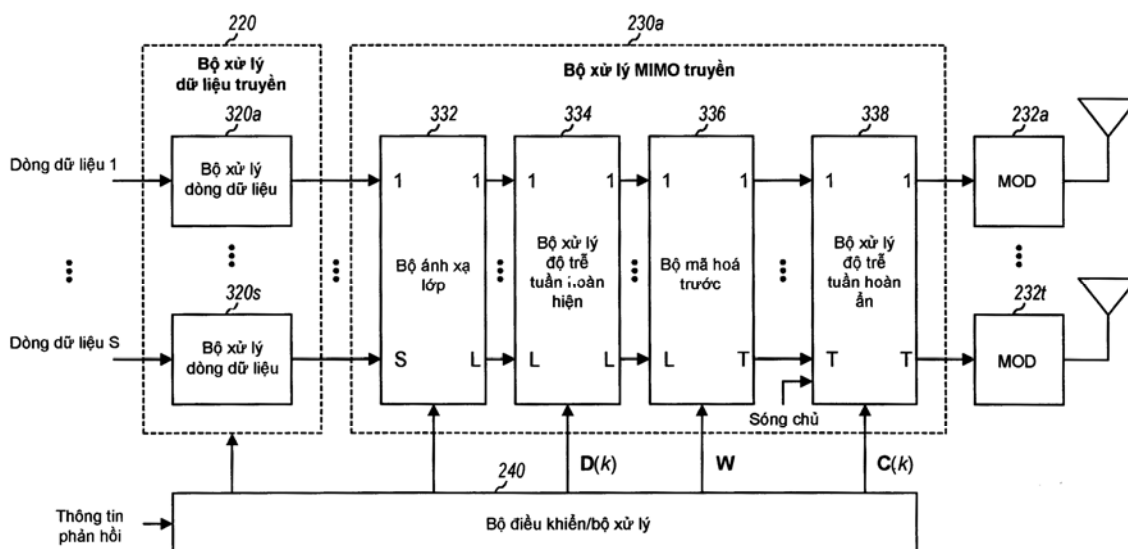 220
Bộ xử lý
dữ liệu truyền
230a
Bộ xử lý MIMO truyền
320a
332
334
336
338
232a
Dòng dữ liệu 1
Bộ xử lý
dòng dữ liệu
1
1
1
1
1
1
1
1
MOD
Bộ ánh xạ
lớp
Bộ xử lý
độ trễ
tuần hoàn
hiện
Bộ mã hoá
trước
Bộ xử lý
độ trễ
tuần hoàn
ẩn
320s
232t
Dòng dữ liệu S
Bộ xử lý
dòng dữ liệu
S
L
L
L
L
T
T
T
MOD
Sóng chủ
D(k)
W
C(k)
240
Thông tin
phản hồi
Bộ điều khiển/bộ xử lý